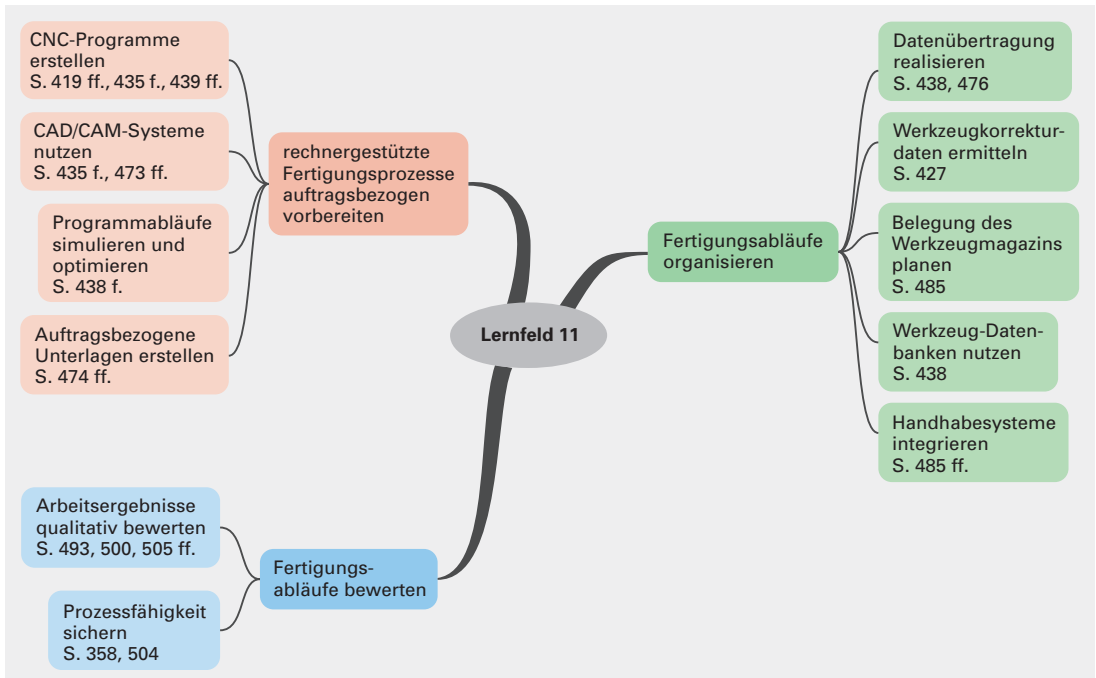 CNC-Programme
erstellen
S. 419 ff., 435 f., 439 ff.
CAD/CAM-Systeme
nutzen
S. 435 f., 473 ff.
Programmabläufe
simulieren und
optimieren
S. 438 f.
Auftragsbezogene
Unterlagen erstellen
S. 474 ff.
rechnergestützte
Fertigungsprozesse
auftragsbezogen
vorbereiten
Lernfeld 11
Fertigungsabläufe
organisieren
Datenübertragung
realisieren
S. 438, 476
Werkzeugkorrektur-
daten ermitteln
S. 427
Belegung des
Werkzeugmagazins
planen
S. 485
Werkzeug-Daten-
banken nutzen
S. 438
Handhabesysteme
integrieren
S. 485 ff.
Arbeitsergebnisse
qualitativ bewerten
S. 493, 500, 505 ff.
Prozessfähigkeit
sichern
S. 358, 504
Fertigungs-
abläufe bewerten